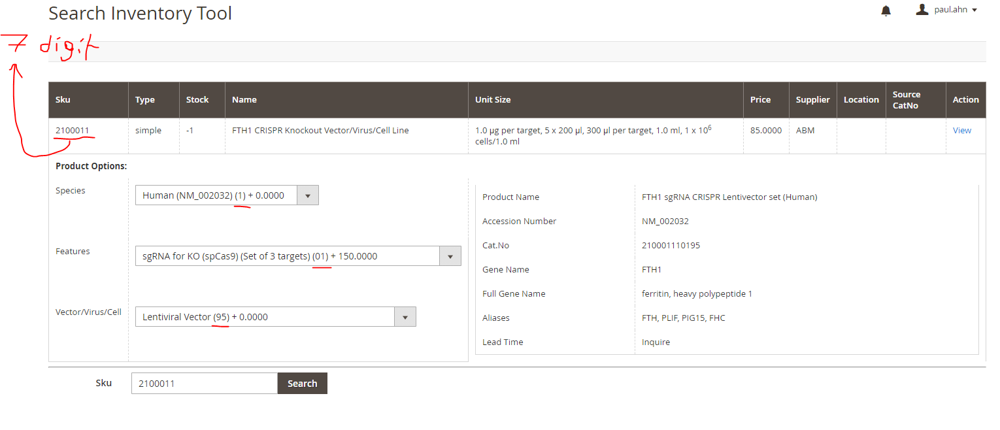 Search Inventory Tool
paul.ahn
7 digit
Sku Type Stock Name Unit Size Price Supplier Location Source CatNo Action
2100011 simple -1 FTH1 CRISPR Knockout Vector/Virus/Cell Line 1.0 µg per target, 5 x 200 µl, 300 µl per target, 1.0 ml, 1 x 10⁶ cells/1.0 ml 85.0000 ABM View
Product Options:
Species Human (NM_002032) (1) + 0.0000
Features sgRNA for KO (spCas9) (Set of 3 targets) (01) + 150.0000
Vector/Virus/Cell Lentiviral Vector (95) + 0.0000
Product Name FTH1 sgRNA CRISPR Lentivector set (Human)
Accession Number NM_002032
Cat.No 210001110195
Gene Name FTH1
Full Gene Name ferritin, heavy polypeptide 1
Aliases FTH, PLIF, PIG15, FHC
Lead Time Inquire
Sku 2100011 Search